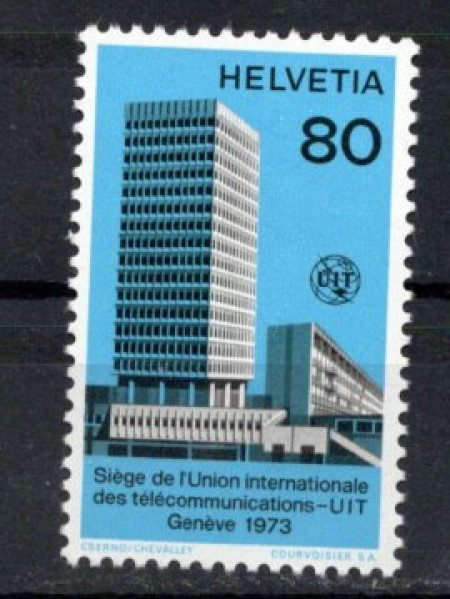 HELVETIA
80
UIT
Siège de l'Union internationale
des télécommunications–UIT
Genève 1973
CSERNO/CHEVALLEY COURVOISIER S.A.